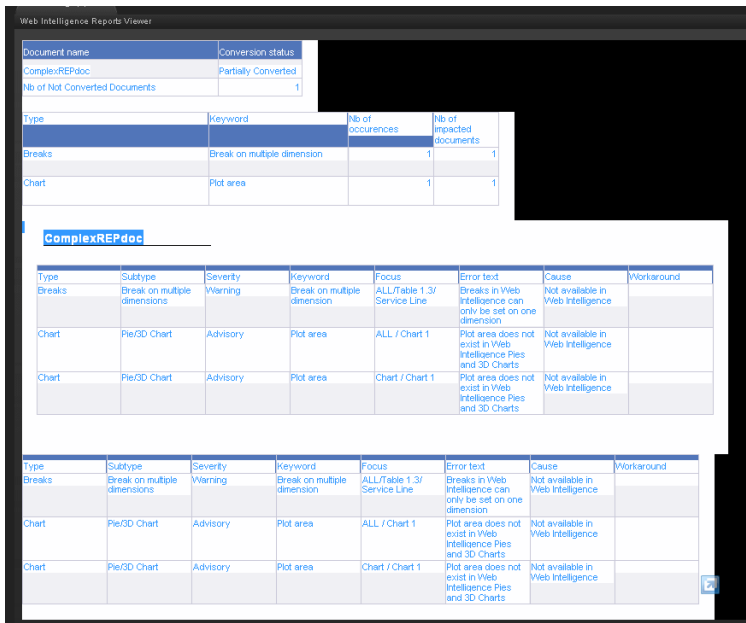 Web Intelligence Reports Viewer
Document name Conversion status
ComplexREPdoc Partially Converted
Nb of Not Converted Documents 1
Type Keyword Nb of occurences Nb of impacted documents
Breaks Break on multiple dimension 1 1
Chart Plot area 1 1
ComplexREPdoc
Type Subtype Severity Keyword Focus Error text Cause Workaround
Breaks Break on multiple dimensions Warning Break on multiple dimension ALL/Table 1.3/ Service Line Breaks in Web Intelligence can only be set on one dimension Not available in Web Intelligence
Chart Pie/3D Chart Advisory Plot area ALL / Chart 1 Plot area does not exist in Web Intelligence Pies and 3D Charts Not available in Web Intelligence
Chart Pie/3D Chart Advisory Plot area Chart / Chart 1 Plot area does not exist in Web Intelligence Pies and 3D Charts Not available in Web Intelligence
Type Subtype Severity Keyword Focus Error text Cause Workaround
Breaks Break on multiple dimensions Warning Break on multiple dimension ALL/Table 1.3/ Service Line Breaks in Web Intelligence can only be set on one dimension Not available in Web Intelligence
Chart Pie/3D Chart Advisory Plot area ALL / Chart 1 Plot area does not exist in Web Intelligence Pies and 3D Charts Not available in Web Intelligence
Chart Pie/3D Chart Advisory Plot area Chart / Chart 1 Plot area does not exist in Web Intelligence Pies and 3D Charts Not available in Web Intelligence